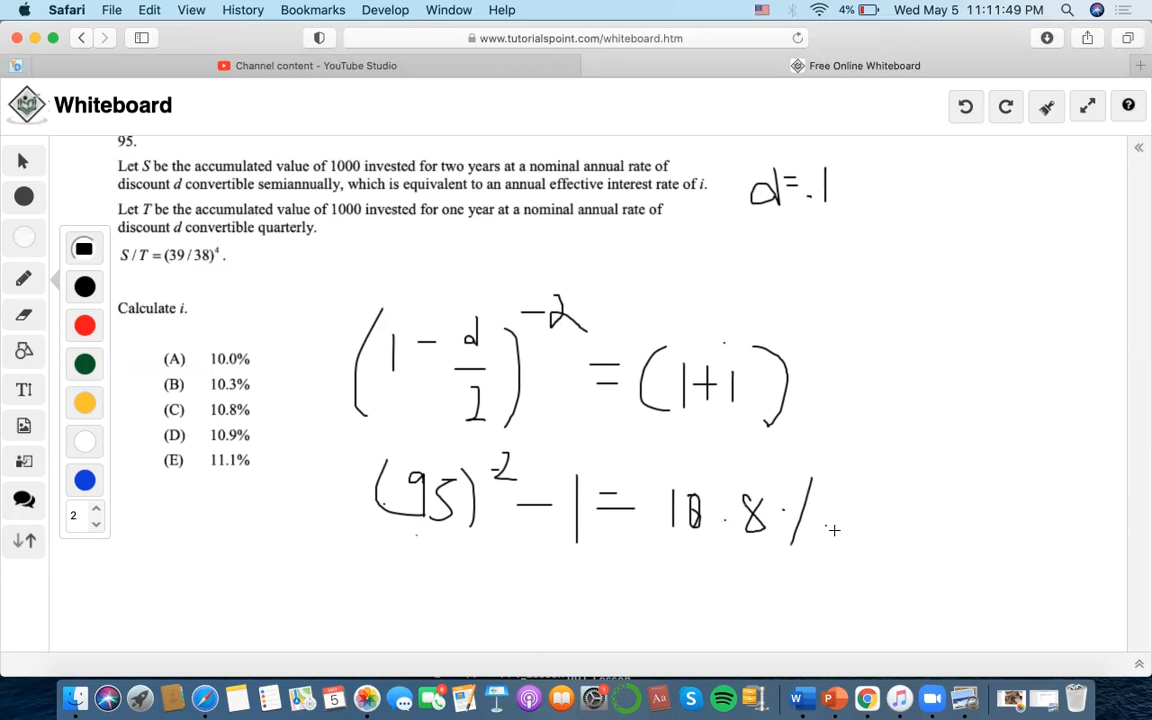 Safari File Edit View History Bookmarks Develop Window Help 4% Wed May 5 11:11:49 PM
www.tutorialspoint.com/whiteboard.htm
Channel content - YouTube Studio Free Online Whiteboard
Whiteboard
95.
Let S be the accumulated value of 1000 invested for two years at a nominal annual rate of
discount d convertible semiannually, which is equivalent to an annual effective interest rate of i.
d=.1
Let T be the accumulated value of 1000 invested for one year at a nominal annual rate of
discount d convertible quarterly.
S / T = (39 / 38)⁴ .
Calculate i.
(1 - d/2)^-2 = (1+i)
(A) 10.0%
(B) 10.3%
(C) 10.8%
(D) 10.9%
(E) 11.1%
(.95)^-2 - 1 = 10.8%
TI
2